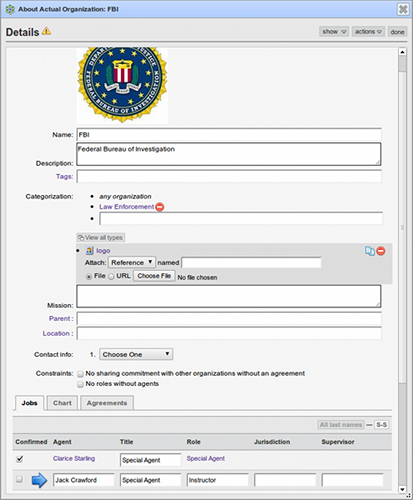 About Actual Organization: FBI
Details
show
actions
done
FEDERAL BUREAU OF INVESTIGATION
Name: FBI
Federal Bureau of Investigation
Description:
Tags:
Categorization:
• any organization
• Law Enforcement
•
View all types
• logo
Attach: Reference named
File URL Choose File No file chosen
Mission:
Parent :
Location :
Contact info: 1. Choose One
Constraints: No sharing commitment with other organizations without an agreement
No roles without agents
Jobs Chart Agreements
All last names — S-S
Confirmed Agent Title Role Jurisdiction Supervisor
Clarice Starling Special Agent Special Agent
Jack Crawford Special Agent Instructor